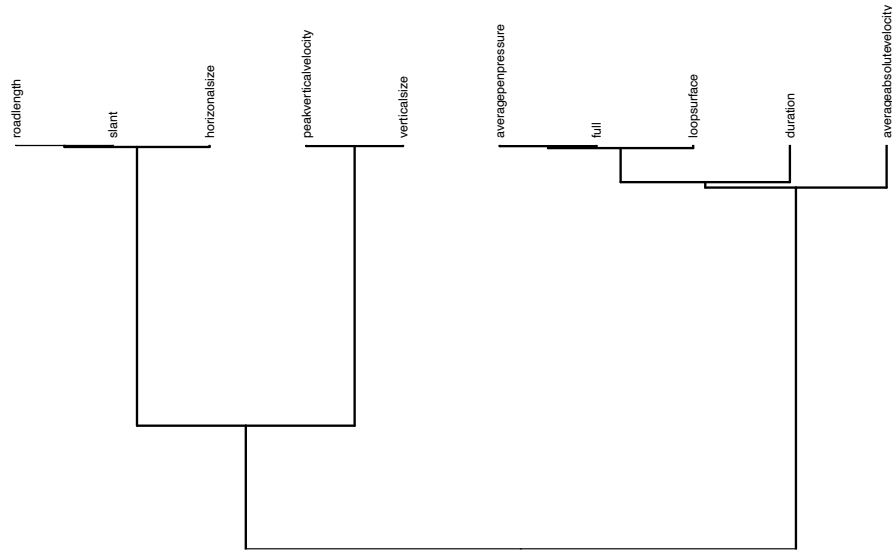 roadlength
slant
horizonalsize
peakverticalvelocity
verticalsize
averagepenpressure
full
loopsurface
duration
averageabsolutevelocity